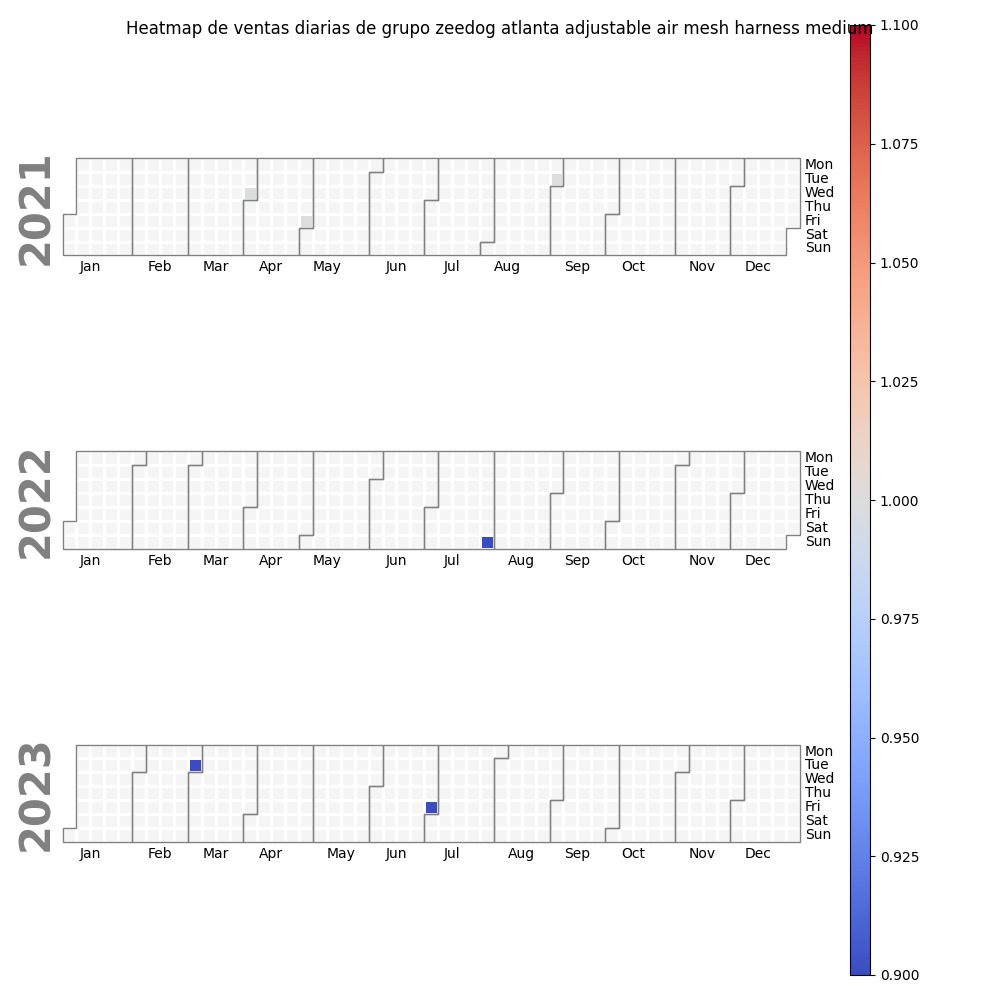 Heatmap de ventas diarias de grupo zeedog atlanta adjustable air mesh harness medium
2021
Mon
Tue
Wed
Thu
Fri
Sat
Sun
Jan Feb Mar Apr May Jun Jul Aug Sep Oct Nov Dec
2022
Mon
Tue
Wed
Thu
Fri
Sat
Sun
Jan Feb Mar Apr May Jun Jul Aug Sep Oct Nov Dec
2023
Mon
Tue
Wed
Thu
Fri
Sat
Sun
Jan Feb Mar Apr May Jun Jul Aug Sep Oct Nov Dec
1.100
1.075
1.050
1.025
1.000
0.975
0.950
0.925
0.900